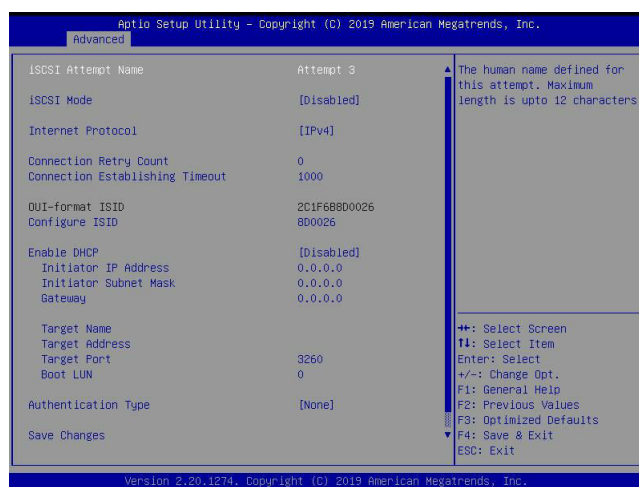 Aptio Setup Utility – Copyright (C) 2019 American Megatrends, Inc.
Advanced
iSCSI Attempt Name Attempt 3
iSCSI Mode [Disabled]
Internet Protocol [IPv4]
Connection Retry Count 0
Connection Establishing Timeout 1000
OUI-format ISID 2C1F6B8D0026
Configure ISID 8D0026
Enable DHCP [Disabled]
Initiator IP Address 0.0.0.0
Initiator Subnet Mask 0.0.0.0
Gateway 0.0.0.0
Target Name
Target Address
Target Port 3260
Boot LUN 0
Authentication Type [None]
Save Changes
The human name defined for
this attempt. Maximum
length is upto 12 characters
→←: Select Screen
↑↓: Select Item
Enter: Select
+/-: Change Opt.
F1: General Help
F2: Previous Values
F3: Optimized Defaults
F4: Save & Exit
ESC: Exit
Version 2.20.1274. Copyright (C) 2019 American Megatrends, Inc.